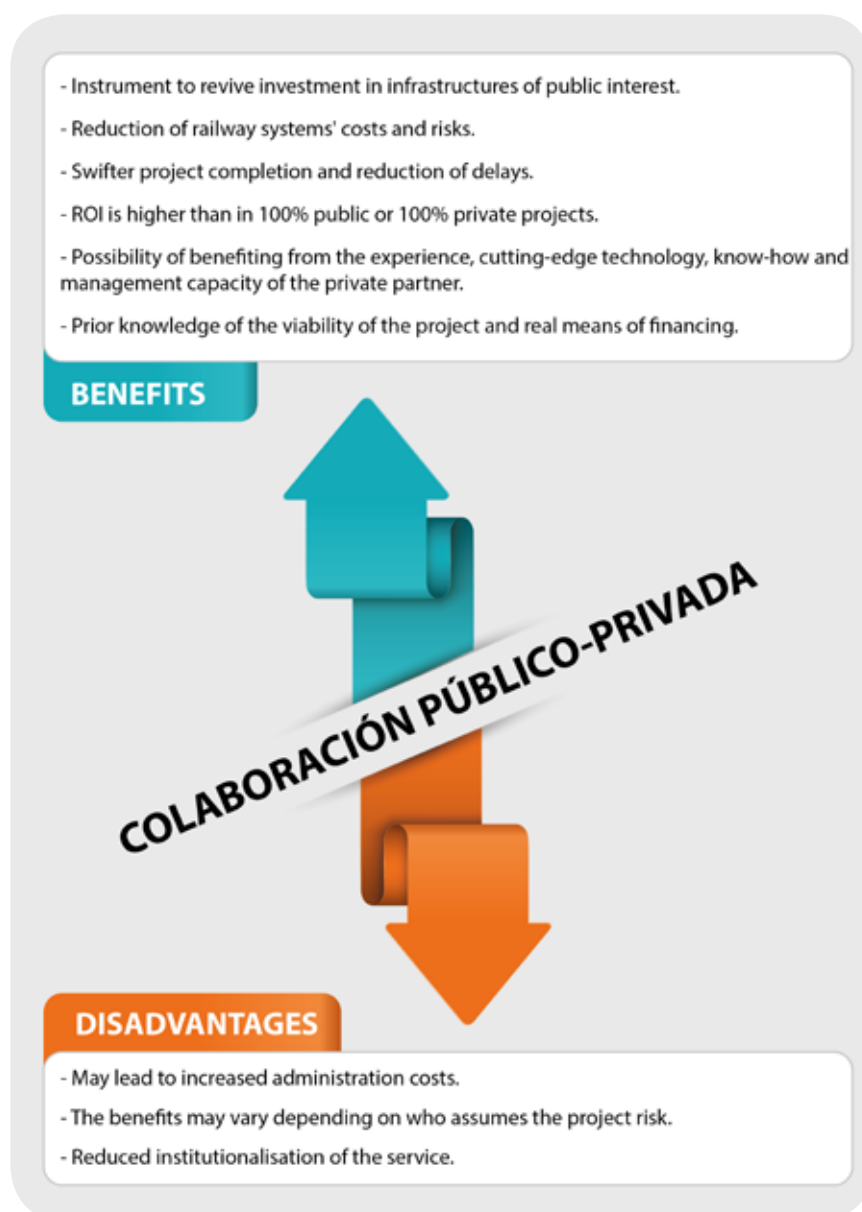 - Instrument to revive investment in infrastructures of public interest.
- Reduction of railway systems' costs and risks.
- Swifter project completion and reduction of delays.
- ROI is higher than in 100% public or 100% private projects.
- Possibility of benefiting from the experience, cutting-edge technology, know-how and
management capacity of the private partner.
- Prior knowledge of the viability of the project and real means of financing.
BENEFITS
COLABORACIÓN PÚBLICO-PRIVADA
DISADVANTAGES
- May lead to increased administration costs.
- The benefits may vary depending on who assumes the project risk.
- Reduced institutionalisation of the service.